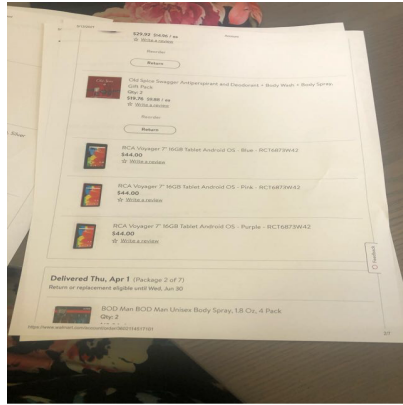 $29.92 $14.96 / ea
Write a review
Reorder
Return
Old Spice Swagger Antiperspirant and Deodorant + Body Wash + Body Spray,
Gift Pack
Qty: 2
$19.76 $9.88 / ea
Write a review
Reorder
Return
RCA Voyager 7" 16GB Tablet Android OS - Blue - RCT6873W42
$44.00
Write a review
RCA Voyager 7" 16GB Tablet Android OS - Pink - RCT6873W42
$44.00
Write a review
RCA Voyager 7" 16GB Tablet Android OS - Purple - RCT6873W42
$44.00
Write a review
Feedback
Delivered Thu, Apr 1 (Package 2 of 7)
Return or replacement eligible until Wed, Jun 30
BOD Man BOD Man Unisex Body Spray, 1.8 Oz, 4 Pack
Qty: 2
2/7